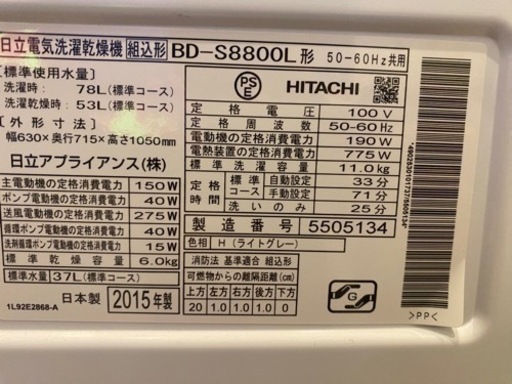 日立電気洗濯乾燥機 組込形 BD-S8800L形 50-60Hz共用
[標準使用水量]
洗濯時： 78L(標準コース)
洗濯乾燥時： 53L(標準コース)
[外形寸法]
幅630×奥行715×高さ1050mm
日立アプライアンス(株)
主電動機の定格消費電力 150W
ポンプ電動機の定格消費電力 40W
送風電動機の定格消費電力 275W
循環ポンプ電動機の定格消費電力 40W
洗剤循環ポンプ電動機の定格消費電力 15W
標準乾燥容量 6.0kg
標準水量 37L(標準コース)
日本製 2015年製
1L92E2868-A
PSE
HITACHI
定格電圧 100V
定格周波数 50-60Hz
電動機の定格消費電力 190W
電熱装置の定格消費電力 775W
標準洗濯容量 11.0kg
定格時間 標準 自動設定 33分
手動設定 71分
洗いのみ 25分
製造番号 5505134
色相 H(ライトグレー)
消防法 基準適合 組込形
可燃物からの離隔距離(cm)
上方 左方 右方 前方 後方 下方
20 1.0 1.0 1.0 0
G
>PP<